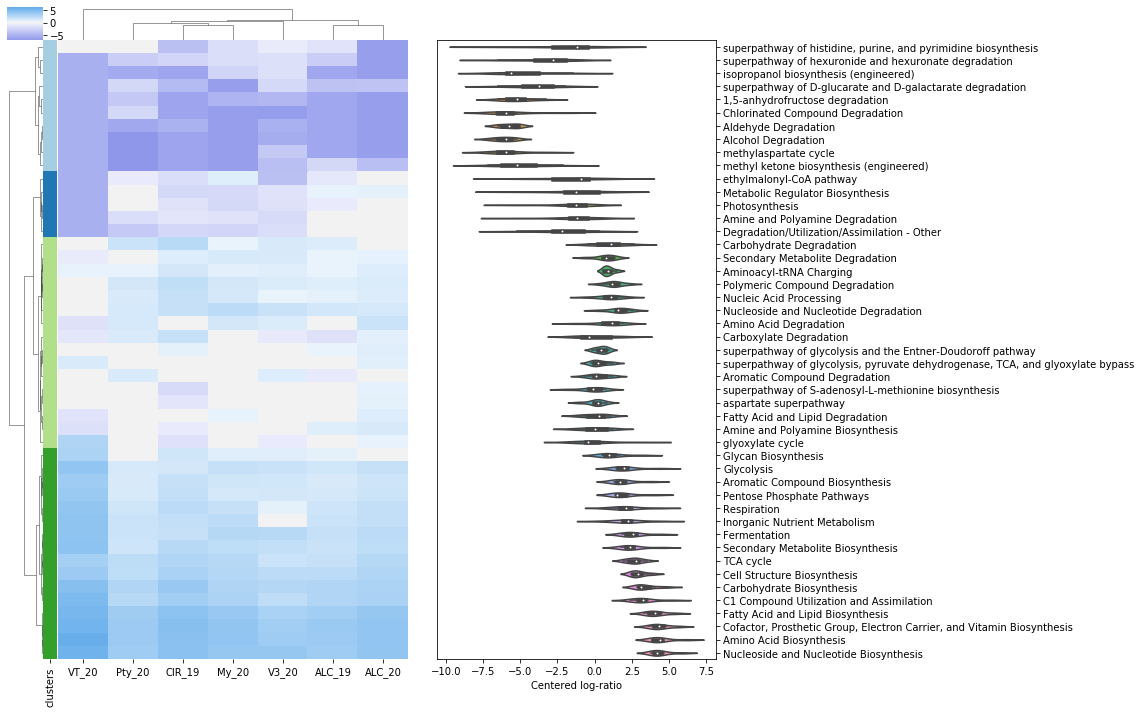 5
0
−5
superpathway of histidine, purine, and pyrimidine biosynthesis
superpathway of hexuronide and hexuronate degradation
isopropanol biosynthesis (engineered)
superpathway of D-glucarate and D-galactarate degradation
1,5-anhydrofructose degradation
Chlorinated Compound Degradation
Aldehyde Degradation
Alcohol Degradation
methylaspartate cycle
methyl ketone biosynthesis (engineered)
ethylmalonyl-CoA pathway
Metabolic Regulator Biosynthesis
Photosynthesis
Amine and Polyamine Degradation
Degradation/Utilization/Assimilation - Other
Carbohydrate Degradation
Secondary Metabolite Degradation
Aminoacyl-tRNA Charging
Polymeric Compound Degradation
Nucleic Acid Processing
Nucleoside and Nucleotide Degradation
Amino Acid Degradation
Carboxylate Degradation
superpathway of glycolysis and the Entner-Doudoroff pathway
superpathway of glycolysis, pyruvate dehydrogenase, TCA, and glyoxylate bypass
Aromatic Compound Degradation
superpathway of S-adenosyl-L-methionine biosynthesis
aspartate superpathway
Fatty Acid and Lipid Degradation
Amine and Polyamine Biosynthesis
glyoxylate cycle
Glycan Biosynthesis
Glycolysis
Aromatic Compound Biosynthesis
Pentose Phosphate Pathways
Respiration
Inorganic Nutrient Metabolism
Fermentation
Secondary Metabolite Biosynthesis
TCA cycle
Cell Structure Biosynthesis
Carbohydrate Biosynthesis
C1 Compound Utilization and Assimilation
Fatty Acid and Lipid Biosynthesis
Cofactor, Prosthetic Group, Electron Carrier, and Vitamin Biosynthesis
Amino Acid Biosynthesis
Nucleoside and Nucleotide Biosynthesis
clusters
VT_20 Pty_20 CIR_19 My_20 V3_20 ALC_19 ALC_20
−10.0 −7.5 −5.0 −2.5 0.0 2.5 5.0 7.5
Centered log-ratio